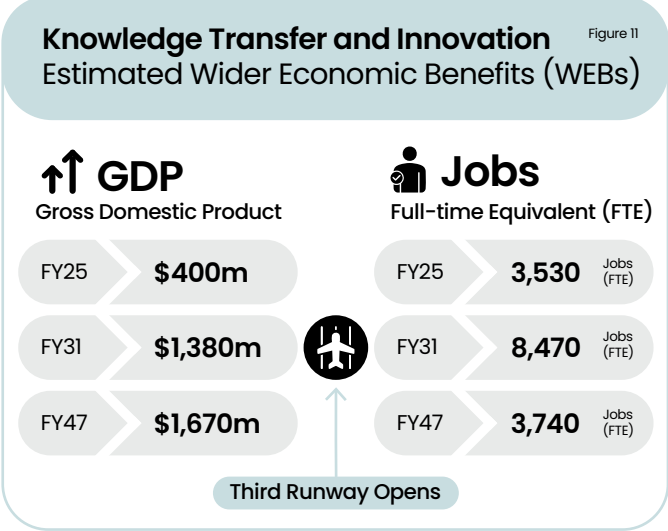 Knowledge Transfer and Innovation
Figure 11
Estimated Wider Economic Benefits (WEBs)
GDP
Gross Domestic Product
FY25 $400m
FY31 $1,380m
FY47 $1,670m
Jobs
Full-time Equivalent (FTE)
FY25 3,530 Jobs (FTE)
FY31 8,470 Jobs (FTE)
FY47 3,740 Jobs (FTE)
Third Runway Opens